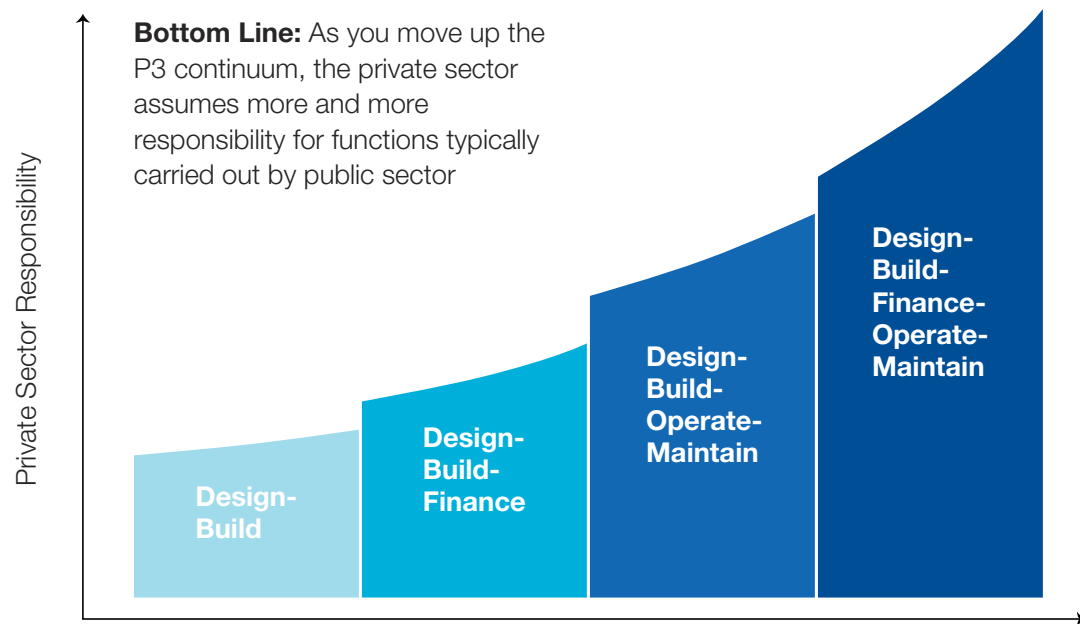 Bottom Line: As you move up the
P3 continuum, the private sector
assumes more and more
responsibility for functions typically
carried out by public sector
Private Sector Responsibility
Design-
Build
Design-
Build-
Finance
Design-
Build-
Operate-
Maintain
Design-
Build-
Finance-
Operate-
Maintain